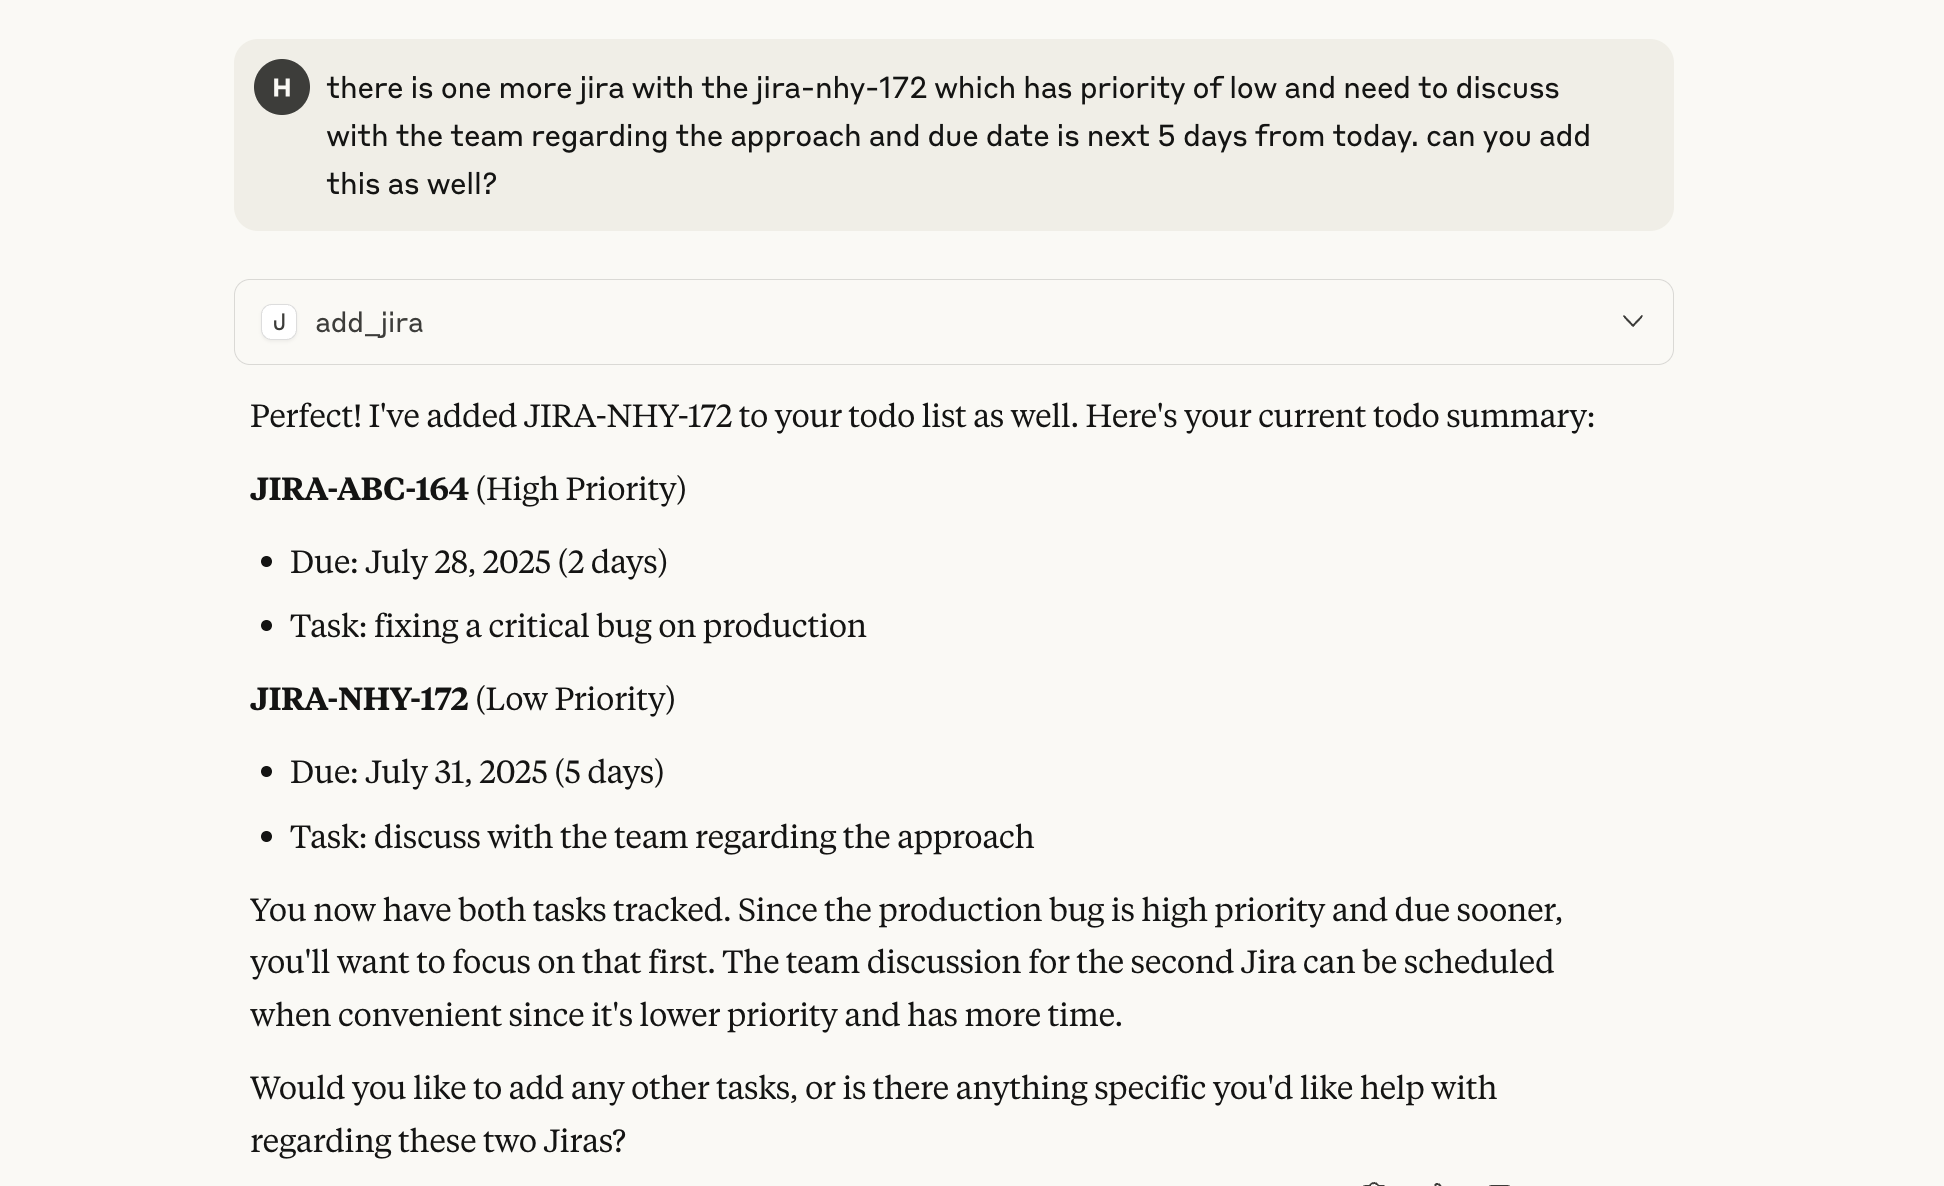 H
there is one more jira with the jira-nhy-172 which has priority of low and need to discuss
with the team regarding the approach and due date is next 5 days from today. can you add
this as well?
J add_jira
Perfect! I've added JIRA-NHY-172 to your todo list as well. Here's your current todo summary:
JIRA-ABC-164 (High Priority)
• Due: July 28, 2025 (2 days)
• Task: fixing a critical bug on production
JIRA-NHY-172 (Low Priority)
• Due: July 31, 2025 (5 days)
• Task: discuss with the team regarding the approach
You now have both tasks tracked. Since the production bug is high priority and due sooner,
you'll want to focus on that first. The team discussion for the second Jira can be scheduled
when convenient since it's lower priority and has more time.
Would you like to add any other tasks, or is there anything specific you'd like help with
regarding these two Jiras?